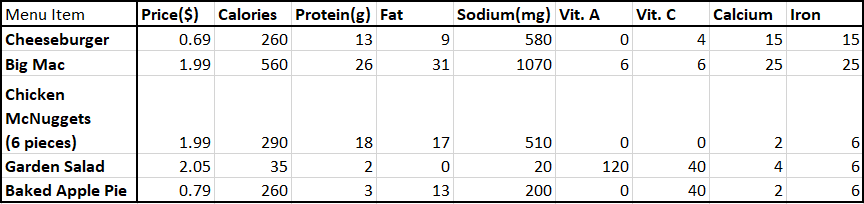 Menu Item Price($) Calories Protein(g) Fat Sodium(mg) Vit. A Vit. C Calcium Iron
Cheeseburger 0.69 260 13 9 580 0 4 15 15
Big Mac 1.99 560 26 31 1070 6 6 25 25
Chicken
McNuggets
(6 pieces) 1.99 290 18 17 510 0 0 2 6
Garden Salad 2.05 35 2 0 20 120 40 4 6
Baked Apple Pie 0.79 260 3 13 200 0 40 2 6